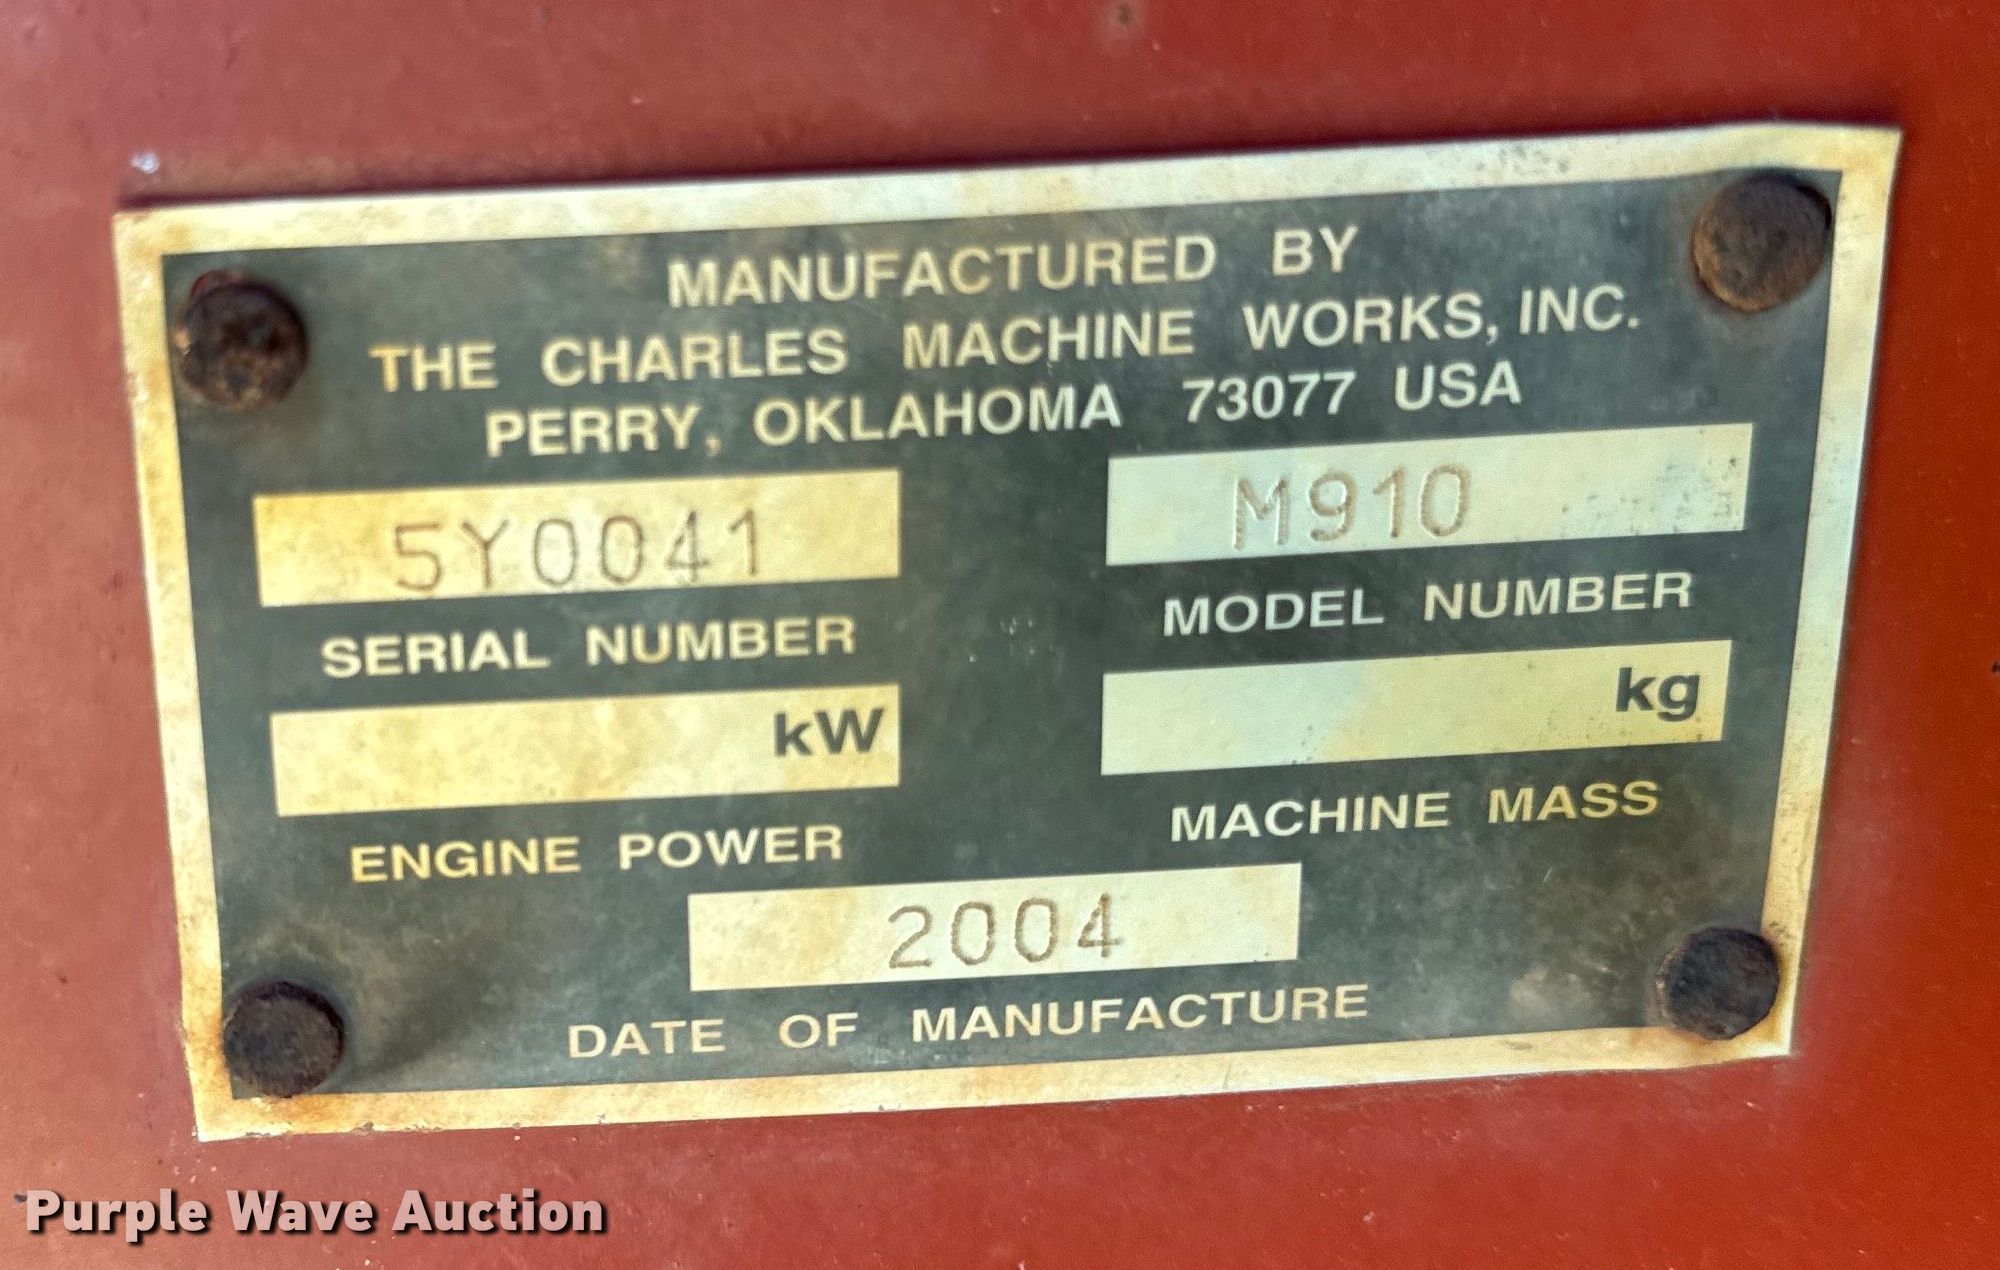 MANUFACTURED BY
THE CHARLES MACHINE WORKS, INC.
PERRY, OKLAHOMA 73077 USA
5Y0041 M910
SERIAL NUMBER MODEL NUMBER
kW kg
ENGINE POWER MACHINE MASS
2004
DATE OF MANUFACTURE
Purple Wave Auction